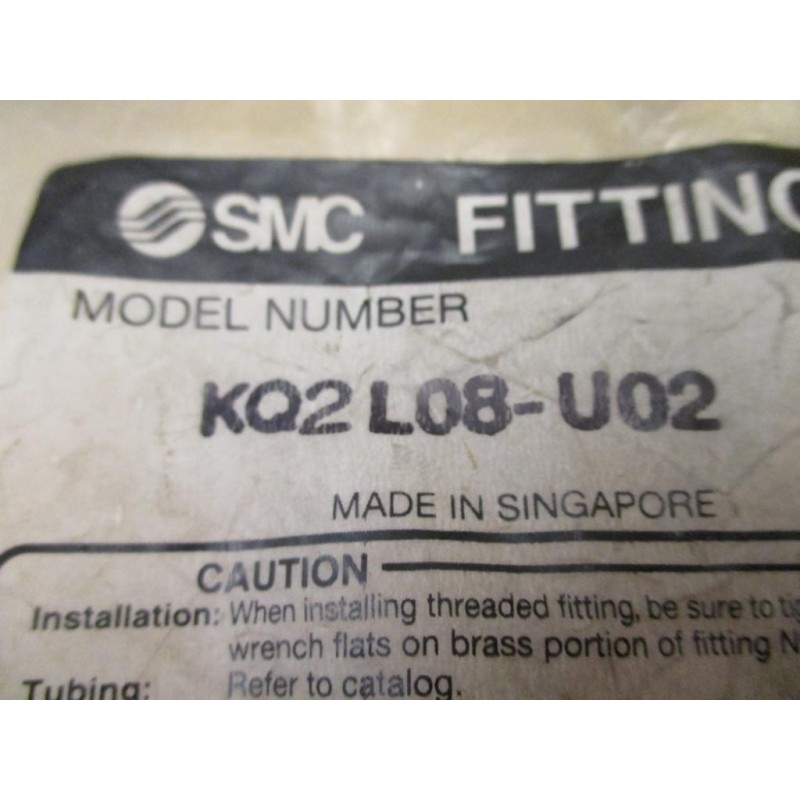 SMC FITTING
MODEL NUMBER
KQ2L08-U02
MADE IN SINGAPORE
CAUTION
Installation: When installing threaded fitting, be sure to
wrench flats on brass portion of fitting
Tubing: Refer to catalog.